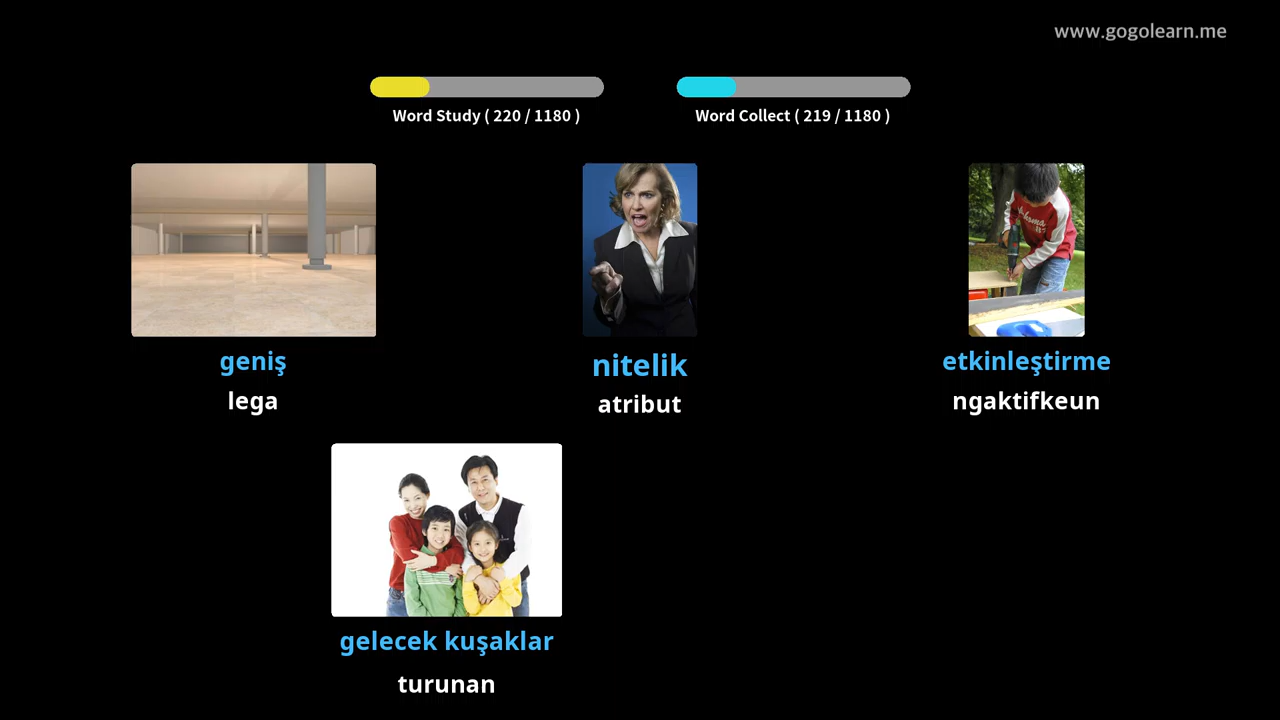 www.gogolearn.me
Word Study ( 220 / 1180 )
Word Collect ( 219 / 1180 )
geniş
lega
nitelik
atribut
etkinleştirme
ngaktifkeun
gelecek kuşaklar
turunan